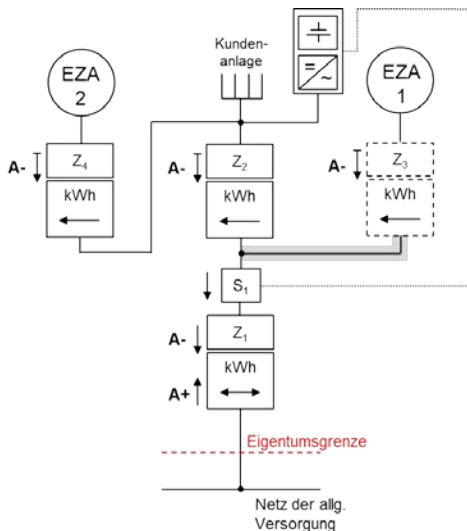 Kunden-
anlage
EZA
2
EZA
1
=
~
A-
Z4
kWh
A-
Z2
kWh
A-
Z3
kWh
S1
A-
Z1
A+
kWh
Eigentumsgrenze
Netz der allg.
Versorgung